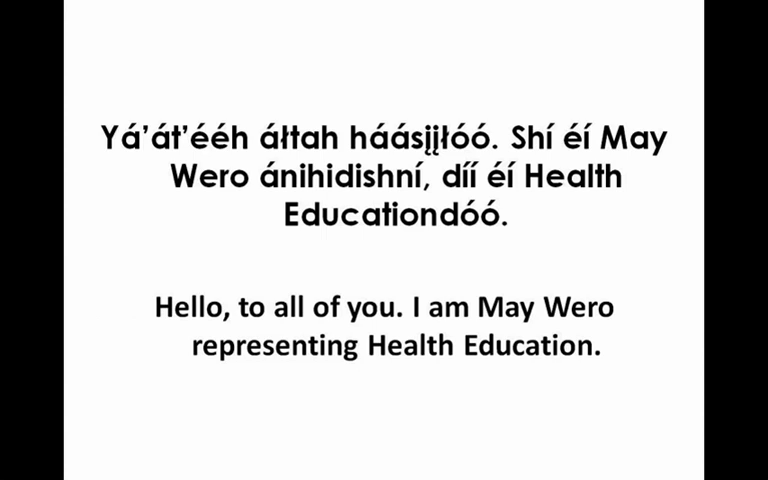 Yá’át’ééh áłtah háásįįłóó. Shí éí May
Wero ánihidishní, díí éí Health
Educationdóó.
Hello, to all of you. I am May Wero
representing Health Education.